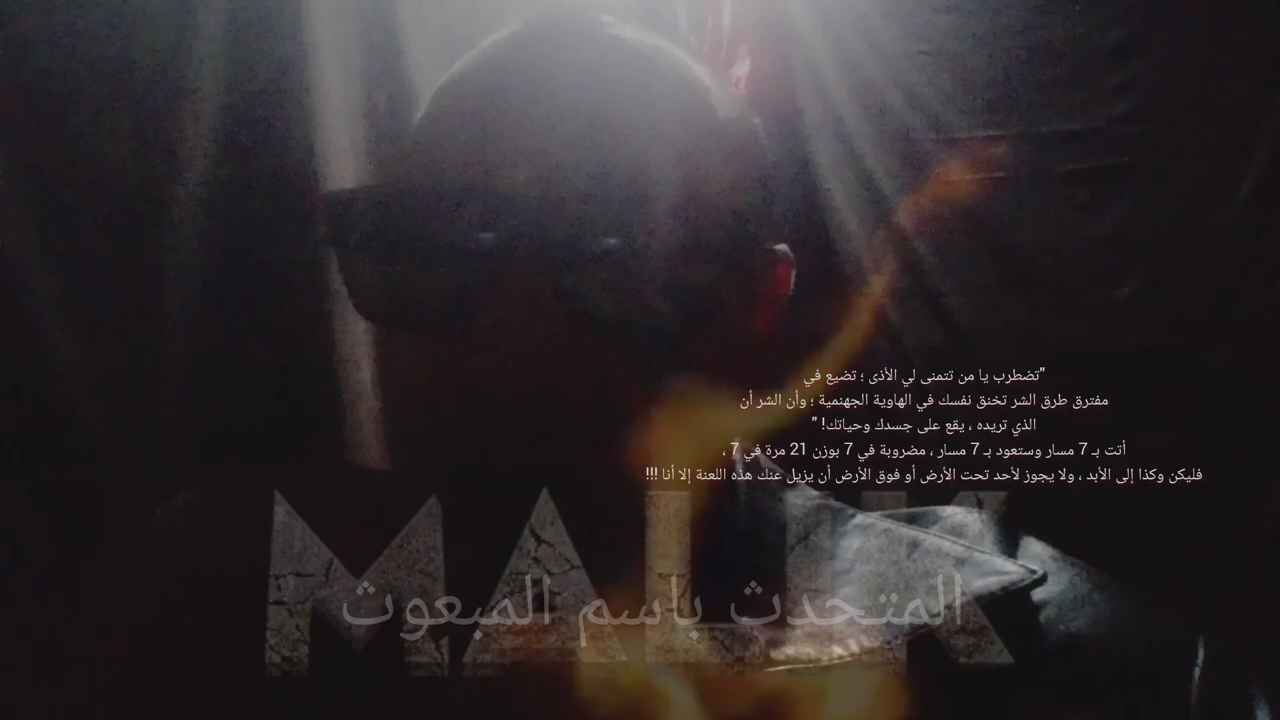 "تضطرب يا من تتمنى لي الأذى ؛ تضيع في
مفترق طرق الشر تخنق نفسك في الهاوية الجهنمية ؛ وأن الشر أن
الذي تريده ، يقع على جسدك وحياتك! "
أتت بـ 7 مسار وستعود بـ 7 مسار ، مضروبة في 7 بوزن 21 مرة في 7 ،
فليكن وكذا إلى الأبد ، ولا يجوز لأحد تحت الأرض أو فوق الأرض أن يزيل عنك هذه اللعنة إلا أنا !!!
MALIK
المتحدث باسم المبعوث